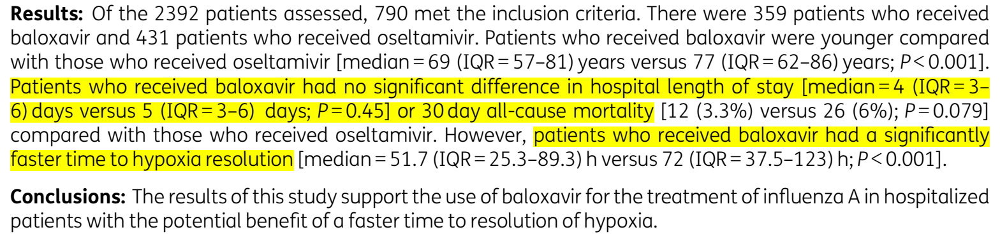 Results: Of the 2392 patients assessed, 790 met the inclusion criteria. There were 359 patients who received
baloxavir and 431 patients who received oseltamivir. Patients who received baloxavir were younger compared
with those who received oseltamivir [median = 69 (IQR = 57–81) years versus 77 (IQR = 62–86) years; P < 0.001].
Patients who received baloxavir had no significant difference in hospital length of stay [median = 4 (IQR = 3–
6) days versus 5 (IQR = 3–6) days; P = 0.45] or 30 day all-cause mortality [12 (3.3%) versus 26 (6%); P = 0.079]
compared with those who received oseltamivir. However, patients who received baloxavir had a significantly
faster time to hypoxia resolution [median = 51.7 (IQR = 25.3–89.3) h versus 72 (IQR = 37.5–123) h; P < 0.001].
Conclusions: The results of this study support the use of baloxavir for the treatment of influenza A in hospitalized
patients with the potential benefit of a faster time to resolution of hypoxia.